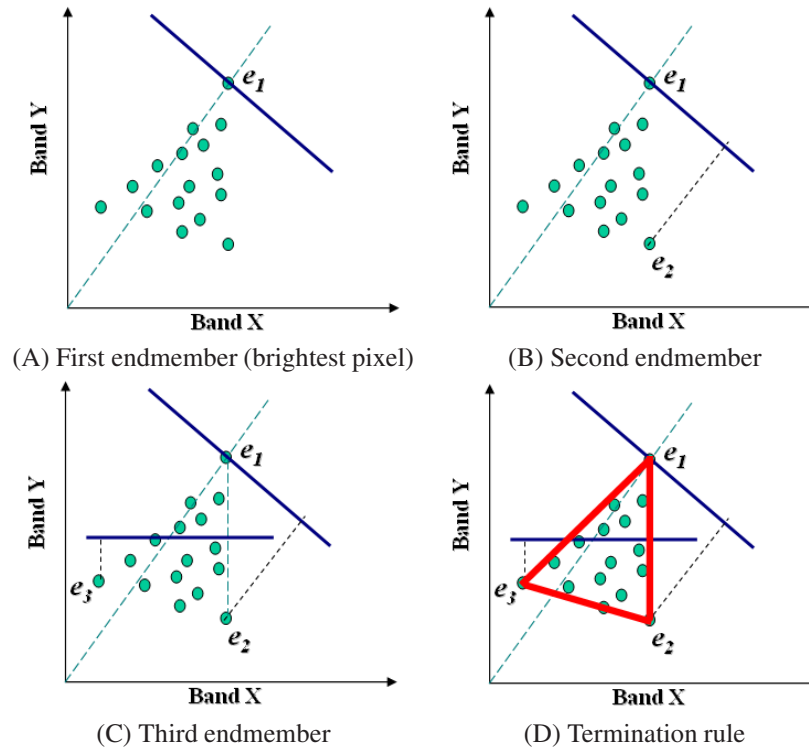 e1
Band Y
Band X
(A) First endmember (brightest pixel)
e1
Band Y
e2
Band X
(B) Second endmember
e1
Band Y
e3
e2
Band X
(C) Third endmember
e1
Band Y
e3
e2
Band X
(D) Termination rule